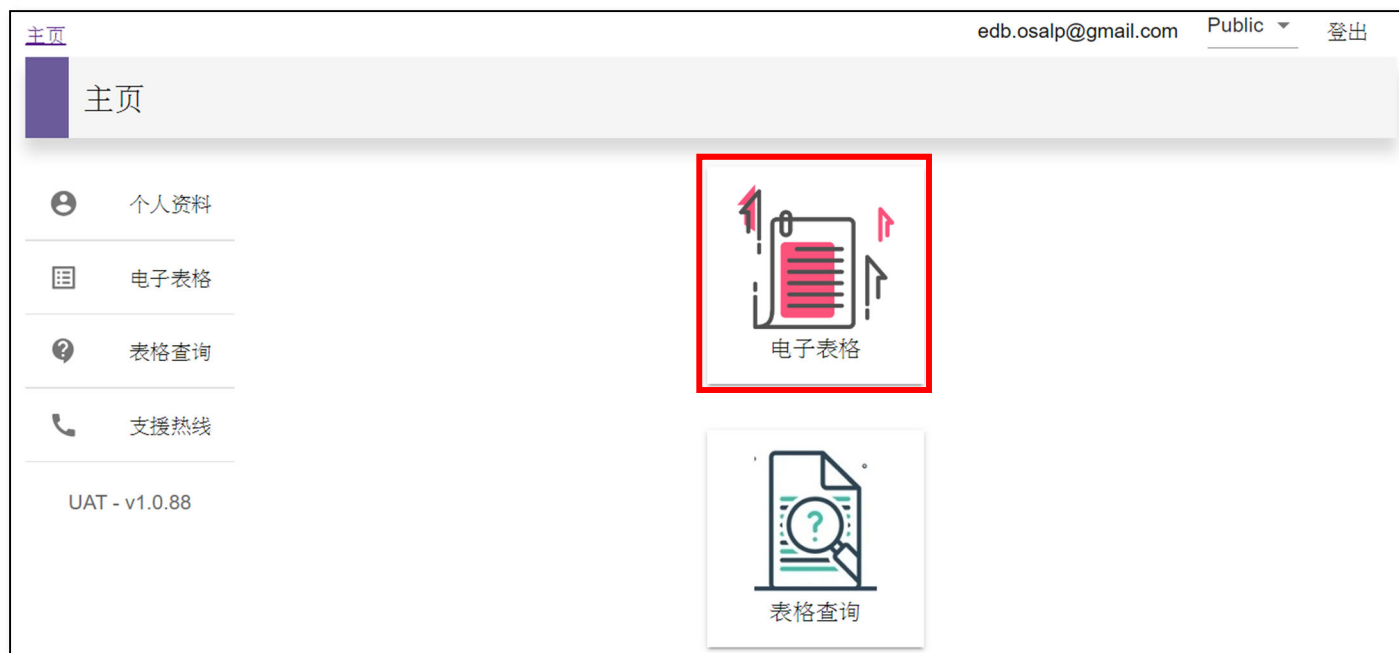 主页
edb.osalp@gmail.com Public 登出
主页
个人资料
电子表格
表格查询
支援热线
UAT - v1.0.88
电子表格
?
表格查询